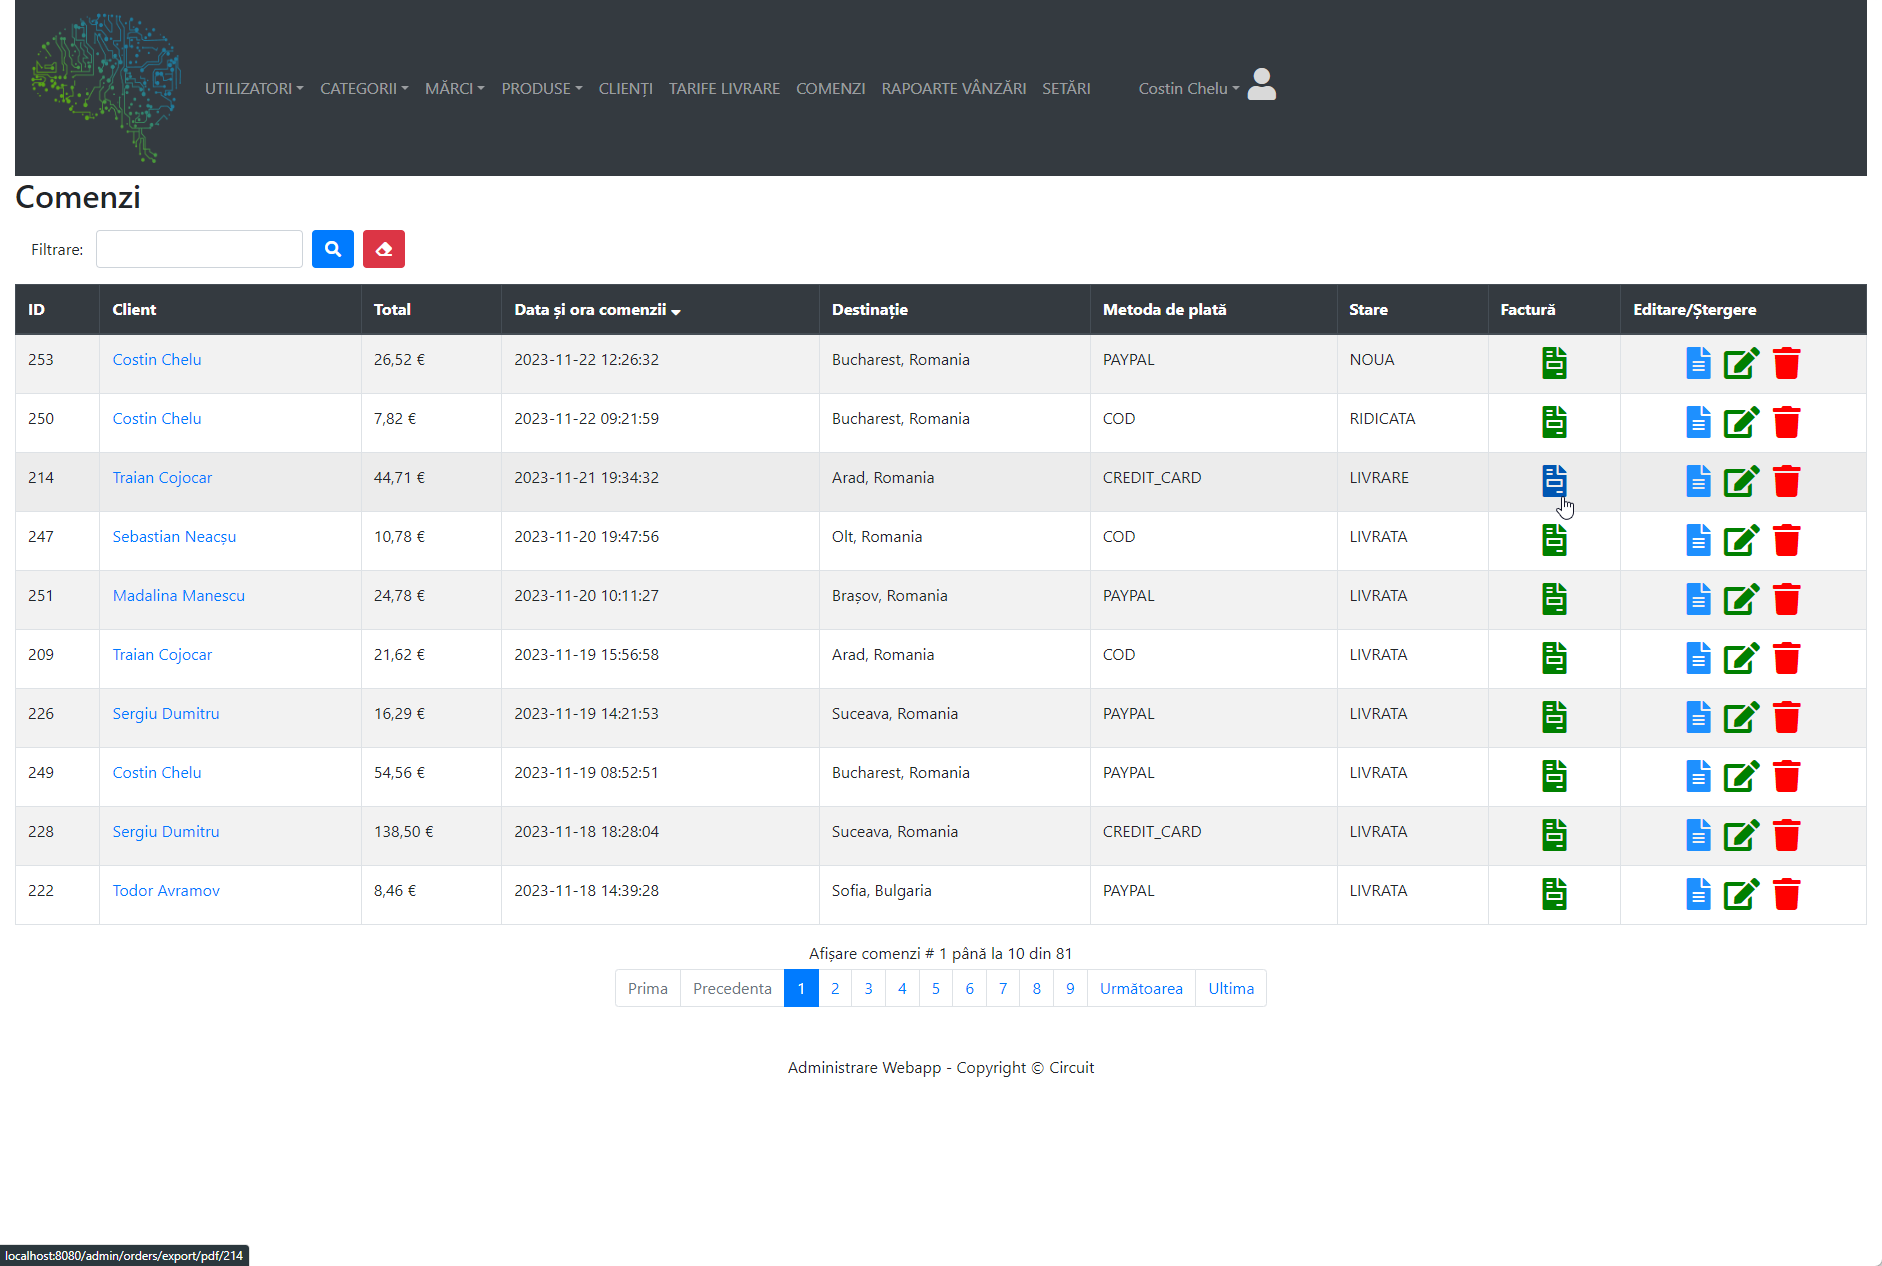 UTILIZATORI CATEGORII MĂRCI PRODUSE CLIENȚI TARIFE LIVRARE COMENZI RAPOARTE VÂNZĂRI SETĂRI Costin Chelu
Comenzi
Filtrare:
ID Client Total Data și ora comenzii Destinație Metoda de plată Stare Factură Editare/Ștergere
253 Costin Chelu 26,52 € 2023-11-22 12:26:32 Bucharest, Romania PAYPAL NOUA
250 Costin Chelu 7,82 € 2023-11-22 09:21:59 Bucharest, Romania COD RIDICATA
214 Traian Cojocar 44,71 € 2023-11-21 19:34:32 Arad, Romania CREDIT_CARD LIVRARE
247 Sebastian Neacșu 10,78 € 2023-11-20 19:47:56 Olt, Romania COD LIVRATA
251 Madalina Manescu 24,78 € 2023-11-20 10:11:27 Brașov, Romania PAYPAL LIVRATA
209 Traian Cojocar 21,62 € 2023-11-19 15:56:58 Arad, Romania COD LIVRATA
226 Sergiu Dumitru 16,29 € 2023-11-19 14:21:53 Suceava, Romania PAYPAL LIVRATA
249 Costin Chelu 54,56 € 2023-11-19 08:52:51 Bucharest, Romania PAYPAL LIVRATA
228 Sergiu Dumitru 138,50 € 2023-11-18 18:28:04 Suceava, Romania CREDIT_CARD LIVRATA
222 Todor Avramov 8,46 € 2023-11-18 14:39:28 Sofia, Bulgaria PAYPAL LIVRATA
Afișare comenzi # 1 până la 10 din 81
Prima Precedenta 1 2 3 4 5 6 7 8 9 Următoarea Ultima
Administrare Webapp - Copyright © Circuit
localhost:8080/admin/orders/export/pdf/214